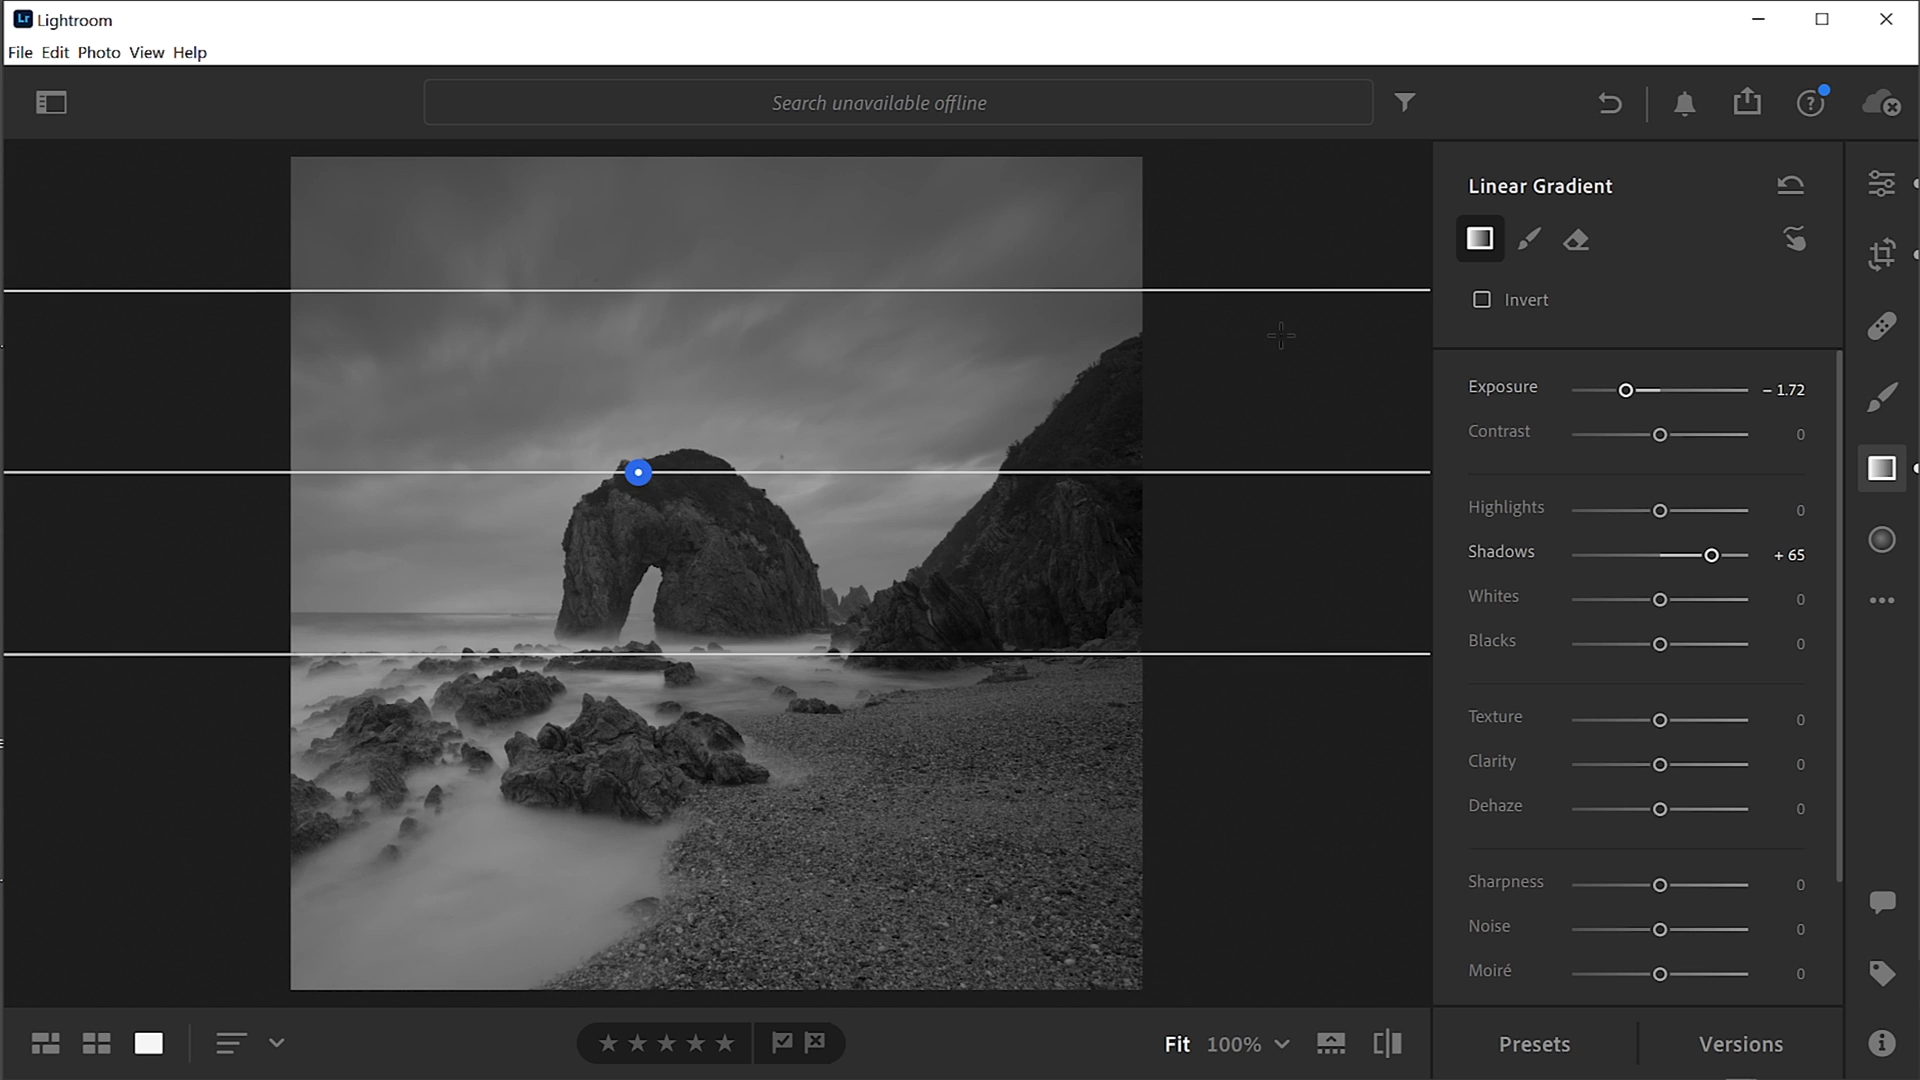 Lr Lightroom
File Edit Photo View Help
Search unavailable offline
Linear Gradient
Invert
Exposure − 1.72
Contrast 0
Highlights 0
Shadows + 65
Whites 0
Blacks 0
Texture 0
Clarity 0
Dehaze 0
Sharpness 0
Noise 0
Moiré 0
Fit 100%
Presets Versions